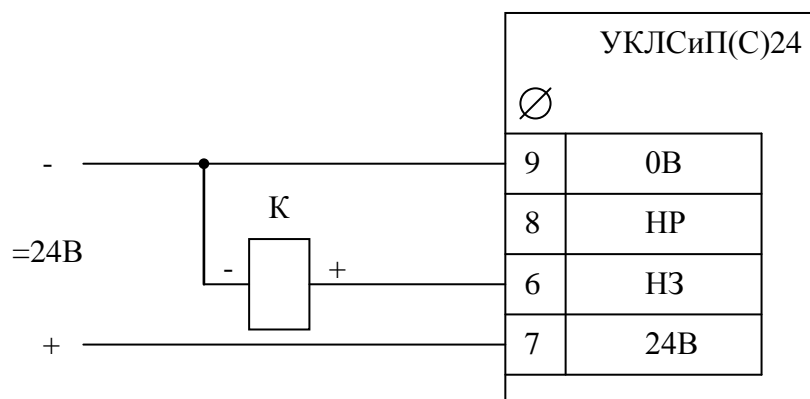 УКЛСиП(С)24
∅
- 9 0В
К
8 НР
=24В
- + 6 НЗ
+ 7 24В